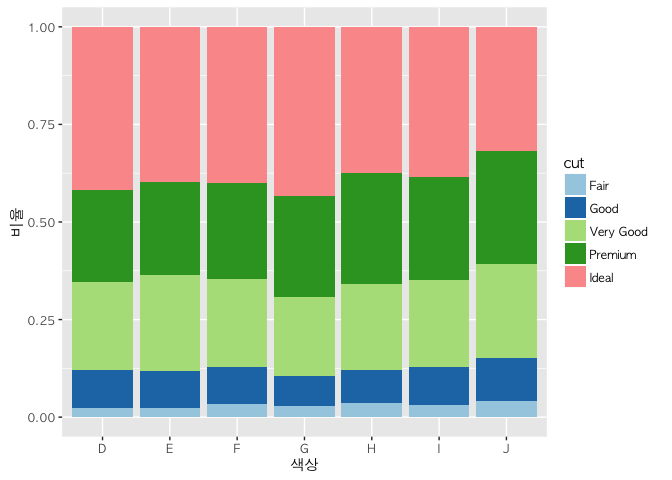 1.00
0.75
0.50
0.25
0.00
비율
D E F G H I J
색상
cut
Fair
Good
Very Good
Premium
Ideal